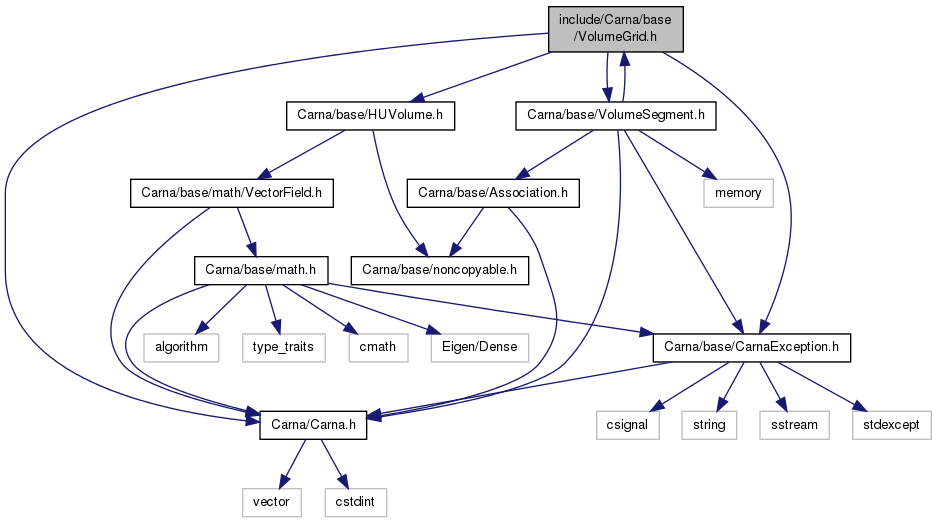 include/Carna/base
/VolumeGrid.h
Carna/base/HUVolume.h
Carna/base/VolumeSegment.h
Carna/base/math/VectorField.h
Carna/base/Association.h
memory
Carna/base/math.h
Carna/base/noncopyable.h
algorithm
type_traits
cmath
Eigen/Dense
Carna/base/CarnaException.h
Carna/Carna.h
csignal
string
sstream
stdexcept
vector
cstdint